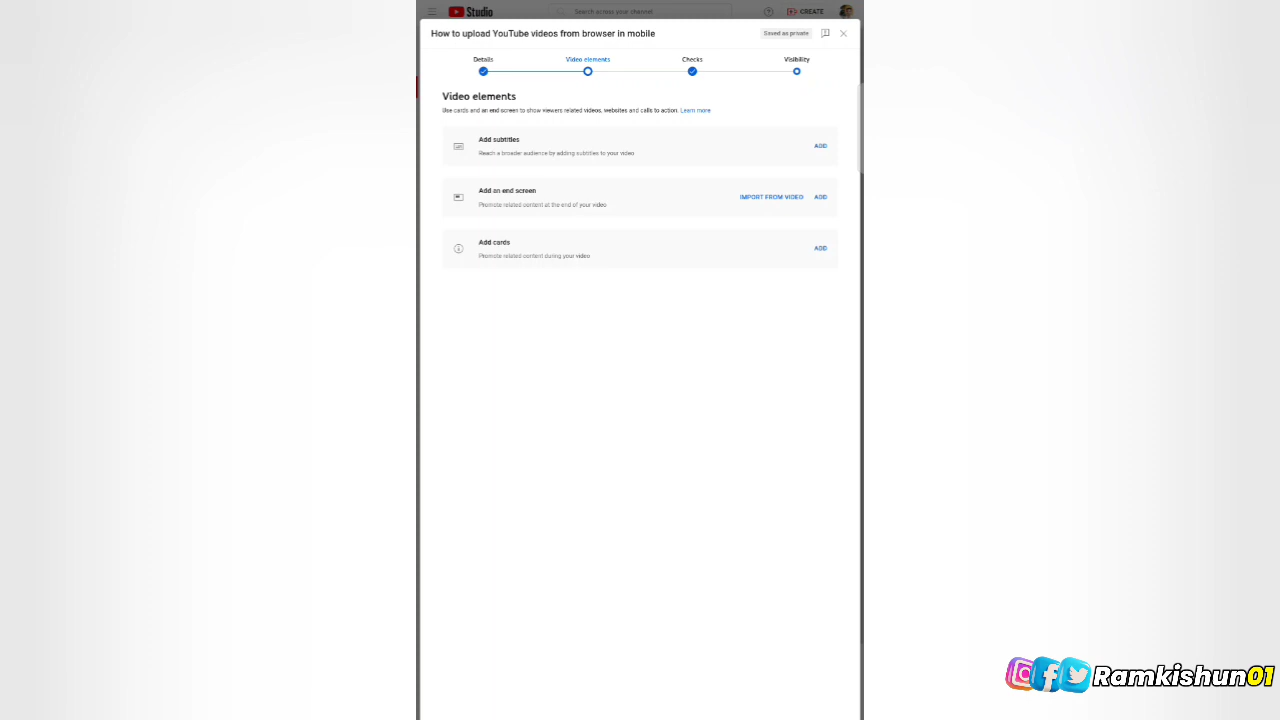 Studio
Search across your channel
CREATE
How to upload YouTube videos from browser in mobile
Saved as private
Details
Video elements
Checks
Visibility
Video elements
Use cards and an end screen to show viewers related videos, websites and calls to action. Learn more
Add subtitles
Reach a broader audience by adding subtitles to your video
ADD
Add an end screen
Promote related content at the end of your video
IMPORT FROM VIDEO
ADD
Add cards
Promote related content during your video
ADD
Ramkishun01